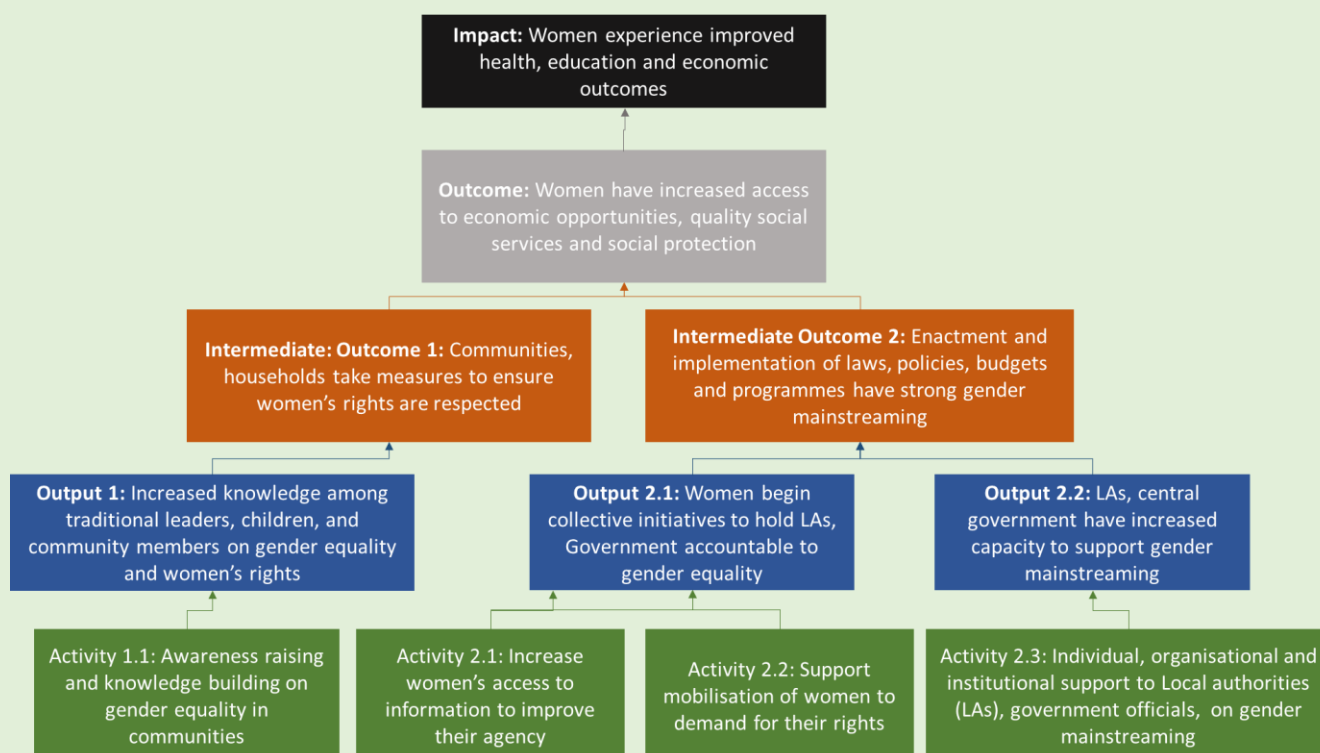 Impact: Women experience improved
health, education and economic
outcomes
Outcome: Women have increased access
to economic opportunities, quality social
services and social protection
Intermediate: Outcome 1: Communities,
households take measures to ensure
women’s rights are respected
Intermediate Outcome 2: Enactment and
implementation of laws, policies, budgets
and programmes have strong gender
mainstreaming
Output 1: Increased knowledge among
traditional leaders, children, and
community members on gender equality
and women’s rights
Output 2.1: Women begin
collective initiatives to hold LAs,
Government accountable to
gender equality
Output 2.2: LAs, central
government have increased
capacity to support gender
mainstreaming
Activity 1.1: Awareness raising
and knowledge building on
gender equality in
communities
Activity 2.1: Increase
women’s access to
information to improve
their agency
Activity 2.2: Support
mobilisation of women to
demand for their rights
Activity 2.3: Individual, organisational and
institutional support to Local authorities
(LAs), government officials, on gender
mainstreaming